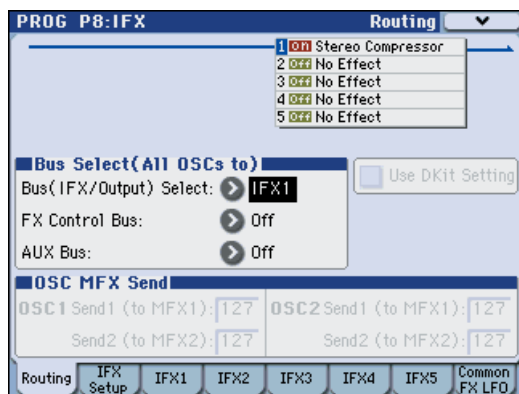 PROG P8:IFX Routing
1 On Stereo Compressor
2 Off No Effect
3 Off No Effect
4 Off No Effect
5 Off No Effect
Bus Select(All OSCs to)
Bus(IFX/Output) Select: IFX1
Use DKit Setting
FX Control Bus: Off
AUX Bus: Off
OSC MFX Send
OSC1 Send1 (to MFX1): 127 OSC2 Send1 (to MFX1): 127
Send2 (to MFX2): 127 Send2 (to MFX2): 127
Routing IFX Setup IFX1 IFX2 IFX3 IFX4 IFX5 Common FX LFO